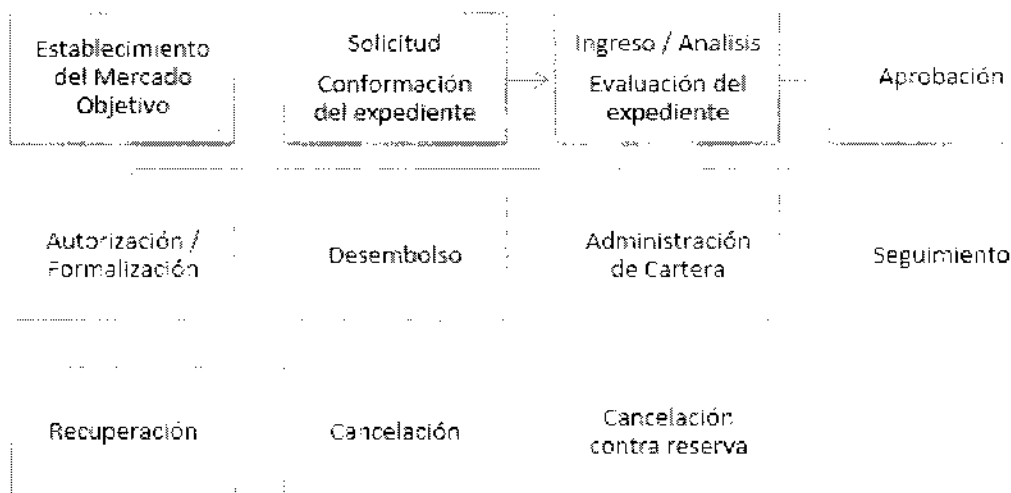 Establecimiento
del Mercado
Objetivo
Solicitud
Conformación
del expediente
Ingreso / Analisis
Evaluación del
expediente
Aprobación
Autorización /
Formalización
Desembolso
Administración
de Cartera
Seguimiento
Recuperación
Cancelación
Cancelación
contra reserva